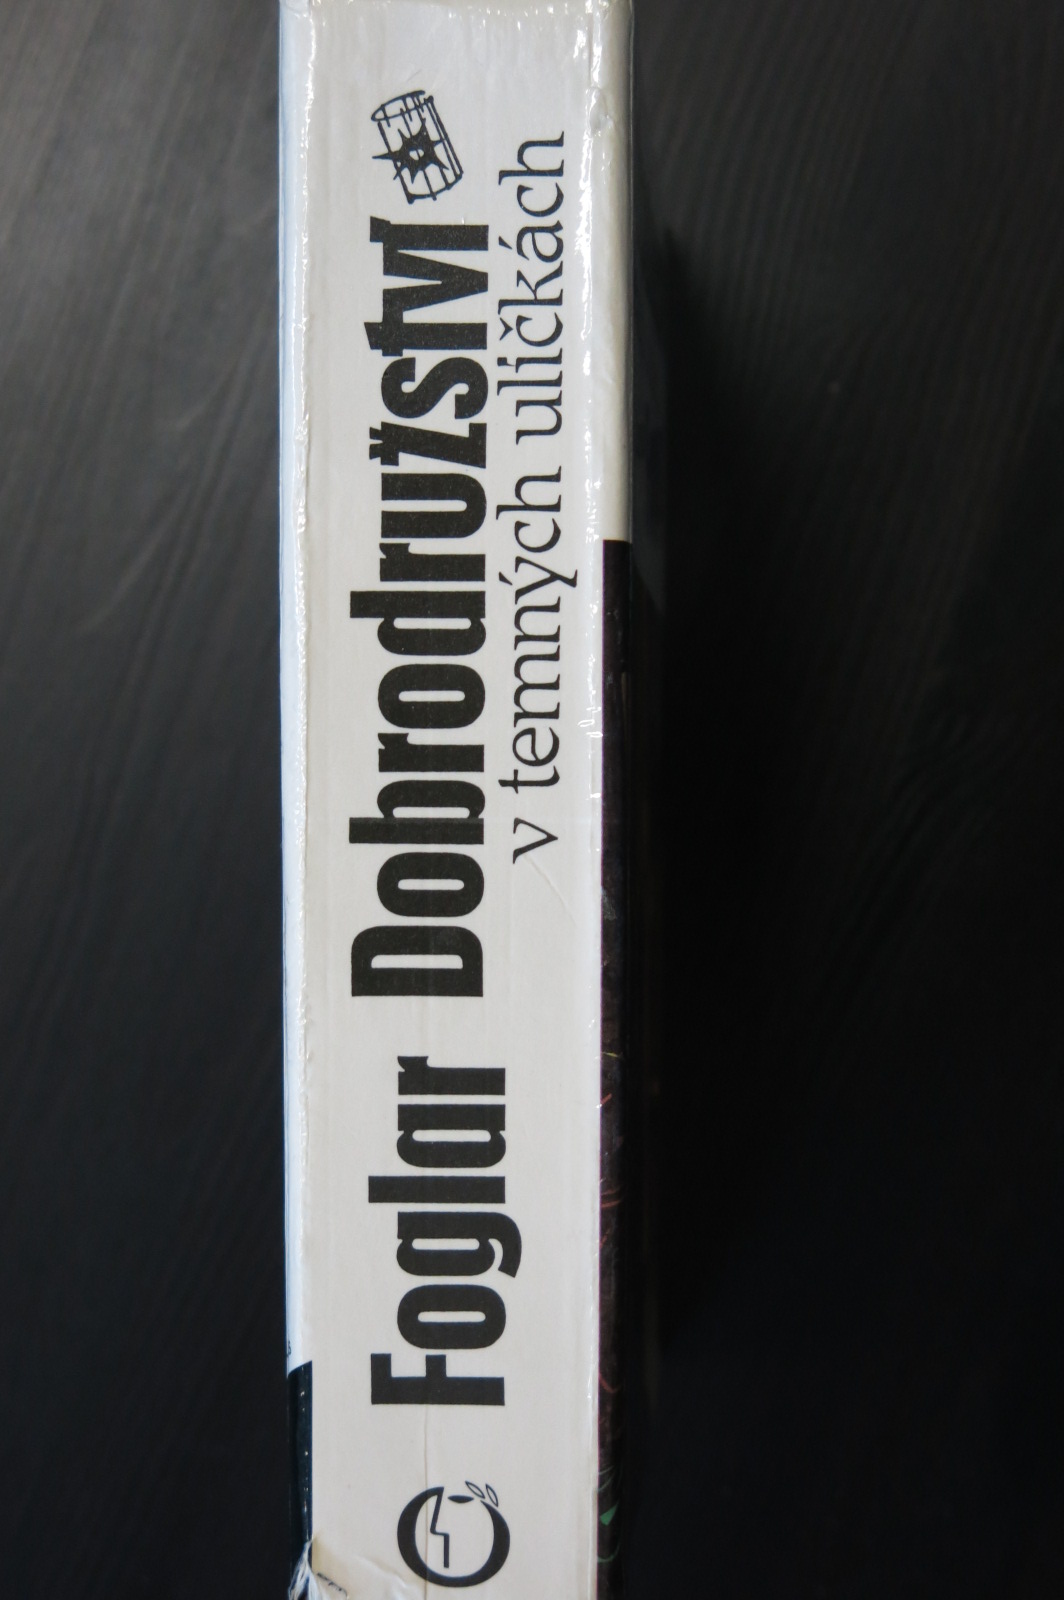 Foglar Dobrodružství
v temných uličkách